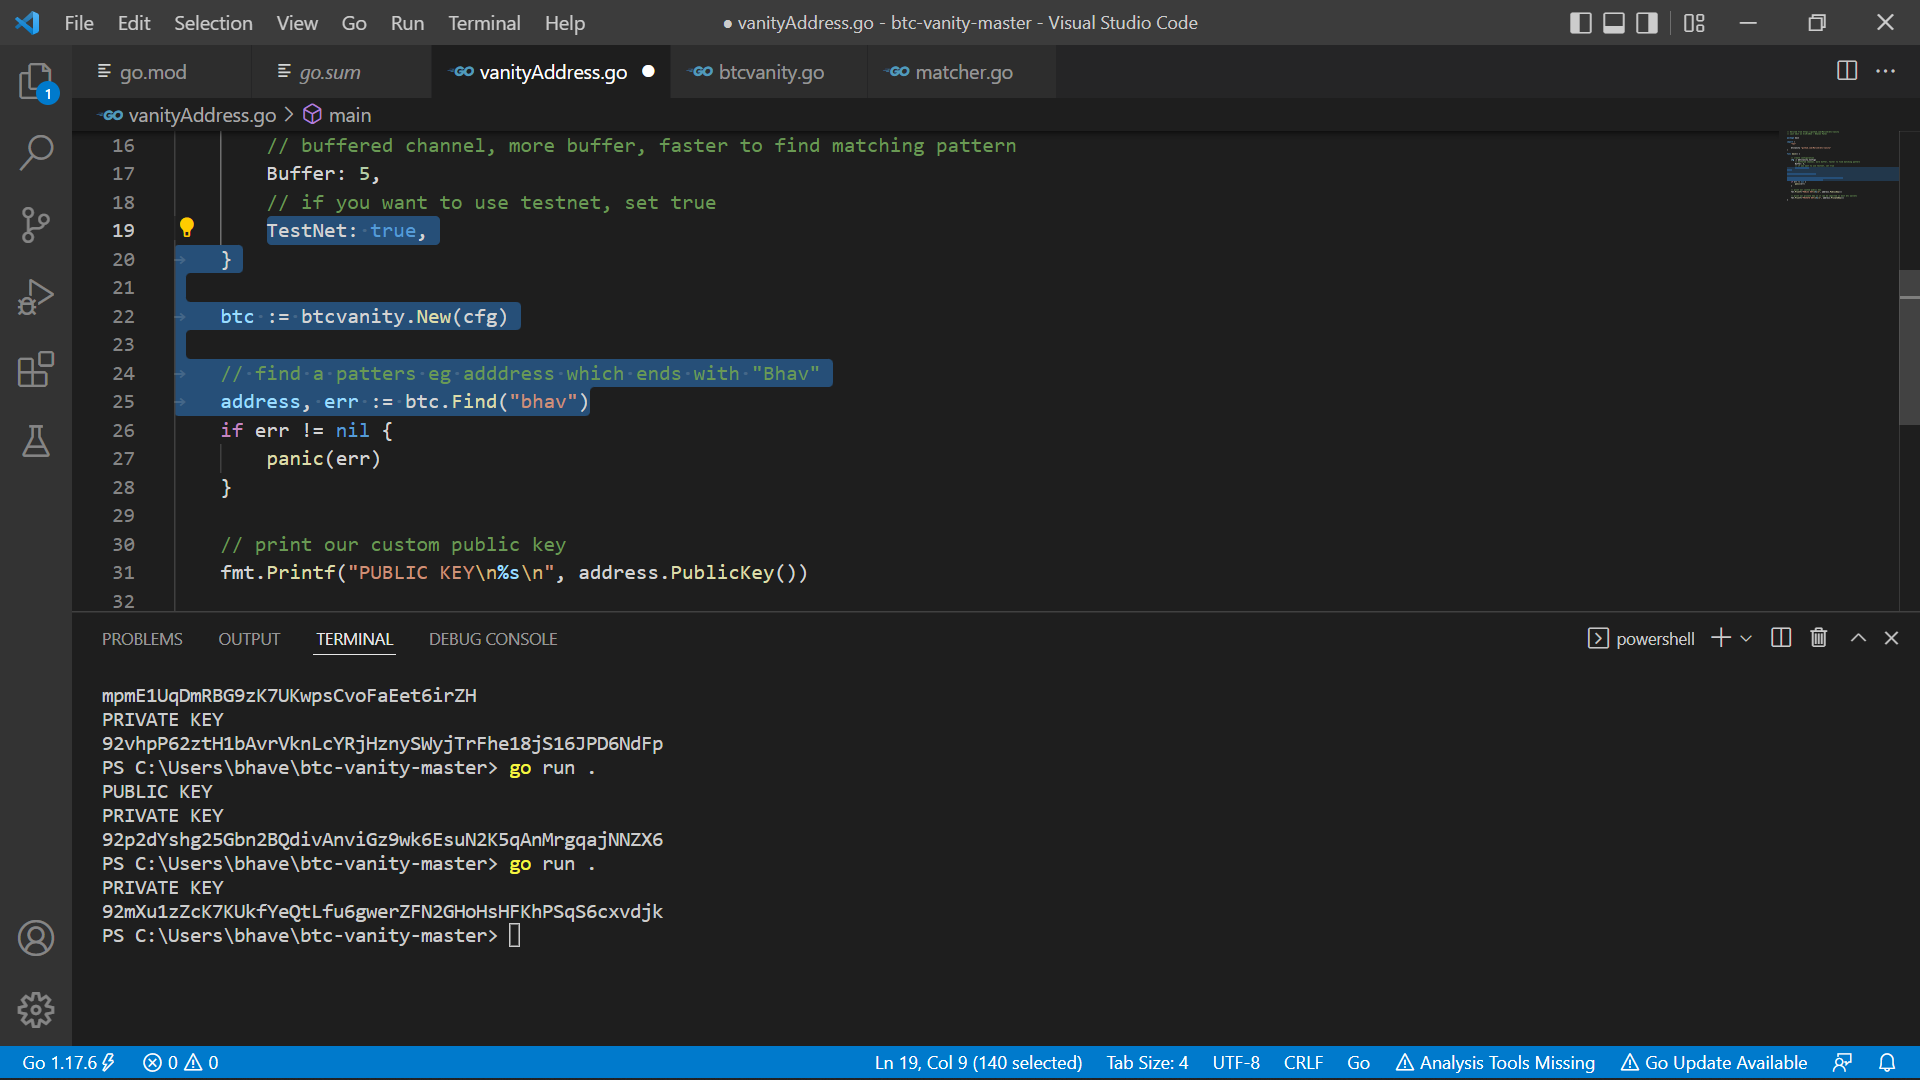 File Edit Selection View Go Run Terminal Help
● vanityAddress.go - btc-vanity-master - Visual Studio Code
go.mod
go.sum
vanityAddress.go
btcvanity.go
matcher.go
1
vanityAddress.go > main
16 // buffered channel, more buffer, faster to find matching pattern
17 Buffer: 5,
18 // if you want to use testnet, set true
19 TestNet: true,
20 }
21
22 btc := btcvanity.New(cfg)
23
24 // find a patters eg adddress which ends with "Bhav"
25 address, err := btc.Find("bhav")
26 if err != nil {
27 panic(err)
28 }
29
30 // print our custom public key
31 fmt.Printf("PUBLIC KEY\n%s\n", address.PublicKey())
32
PROBLEMS OUTPUT TERMINAL DEBUG CONSOLE
powershell
mpmE1UqDmRBG9zK7UKwpsCvoFaEet6irZH
PRIVATE KEY
92vhpP62ztH1bAvrVknLcYRjHznySWyjTrFhe18jS16JPD6NdFp
PS C:\Users\bhave\btc-vanity-master> go run .
PUBLIC KEY
PRIVATE KEY
92p2dYshg25Gbn2BQdivAnviGz9wk6EsuN2K5qAnMrgqajNNZX6
PS C:\Users\bhave\btc-vanity-master> go run .
PRIVATE KEY
92mXu1zZcK7KUkfYeQtLfu6gwerZFN2GHoHsHFKhPSqS6cxvdjk
PS C:\Users\bhave\btc-vanity-master>
Go 1.17.6 0 0 Ln 19, Col 9 (140 selected) Tab Size: 4 UTF-8 CRLF Go Analysis Tools Missing Go Update Available